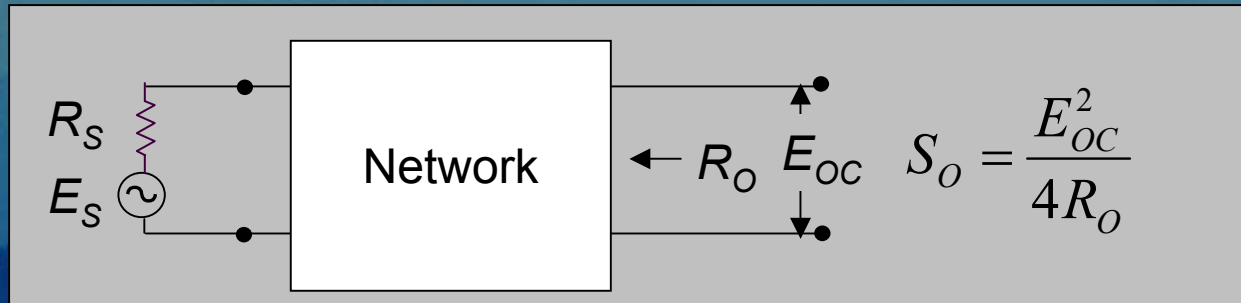 R_S
E_S
Network
R_O
E_OC
S_O = E_OC^2 / 4R_O